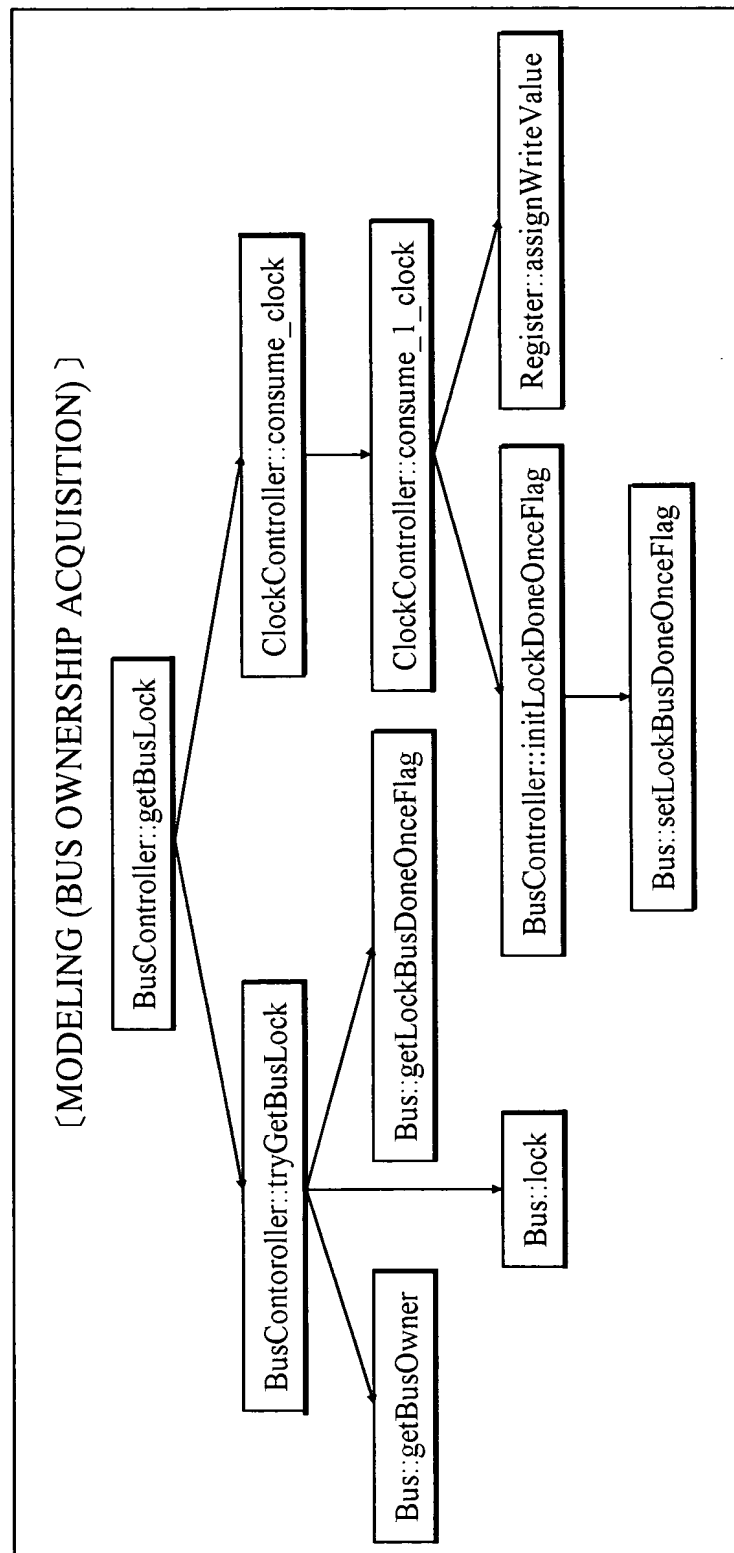 [MODELING (BUS OWNERSHIP ACQUISITION) ]
BusController::getBusLock
BusContoroller::tryGetBusLock
ClockController::consume_clock
Bus::getBusOwner
Bus::getLockBusDoneOnceFlag
ClockController::consume_1_clock
Bus::lock
BusController::initLockDoneOnceFlag
Register::assignWriteValue
Bus::setLockBusDoneOnceFlag